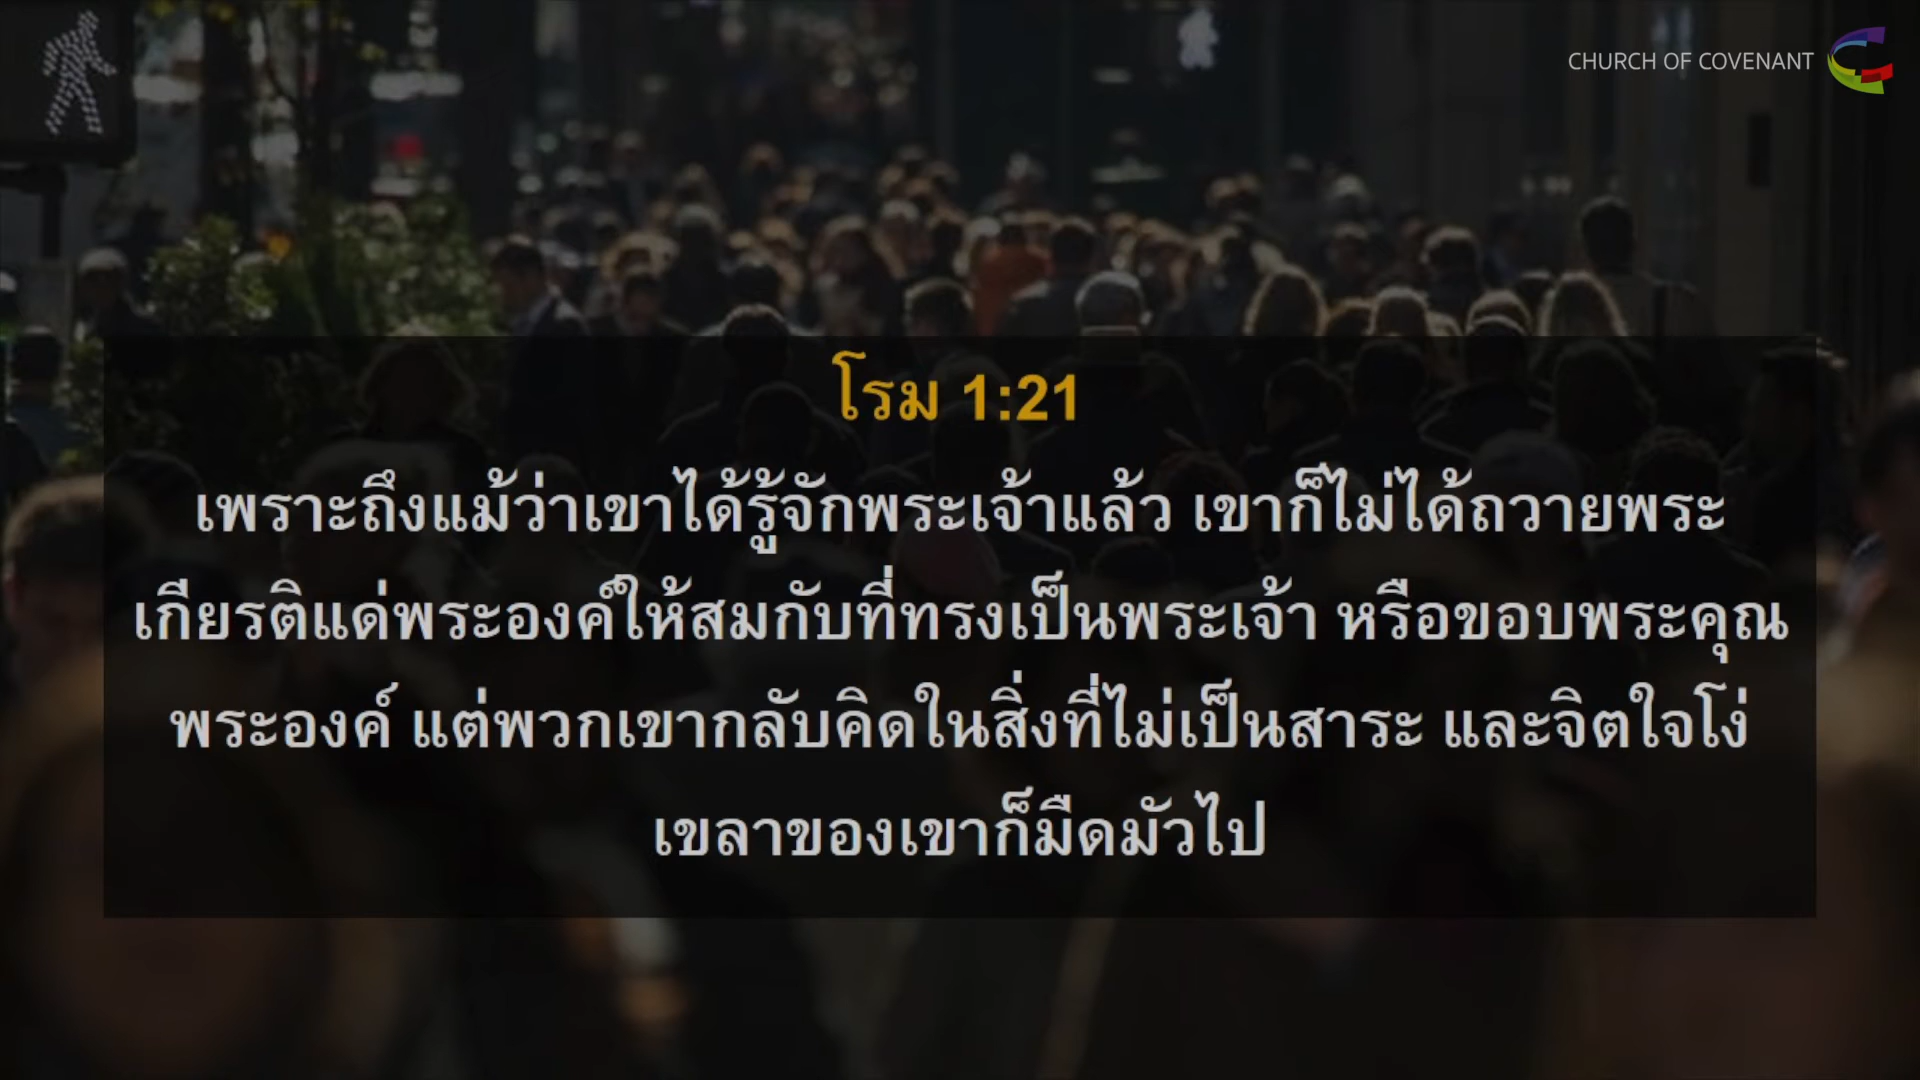 CHURCH OF COVENANT
โรม 1:21
เพราะถึงแม้ว่าเขาได้รู้จักพระเจ้าแล้ว เขาก็ไม่ได้ถวายพระ
เกียรติแด่พระองค์ให้สมกับที่ทรงเป็นพระเจ้า หรือขอบพระคุณ
พระองค์ แต่พวกเขากลับคิดในสิ่งที่ไม่เป็นสาระ และจิตใจโง่
เขลาของเขาก็มืดมัวไป